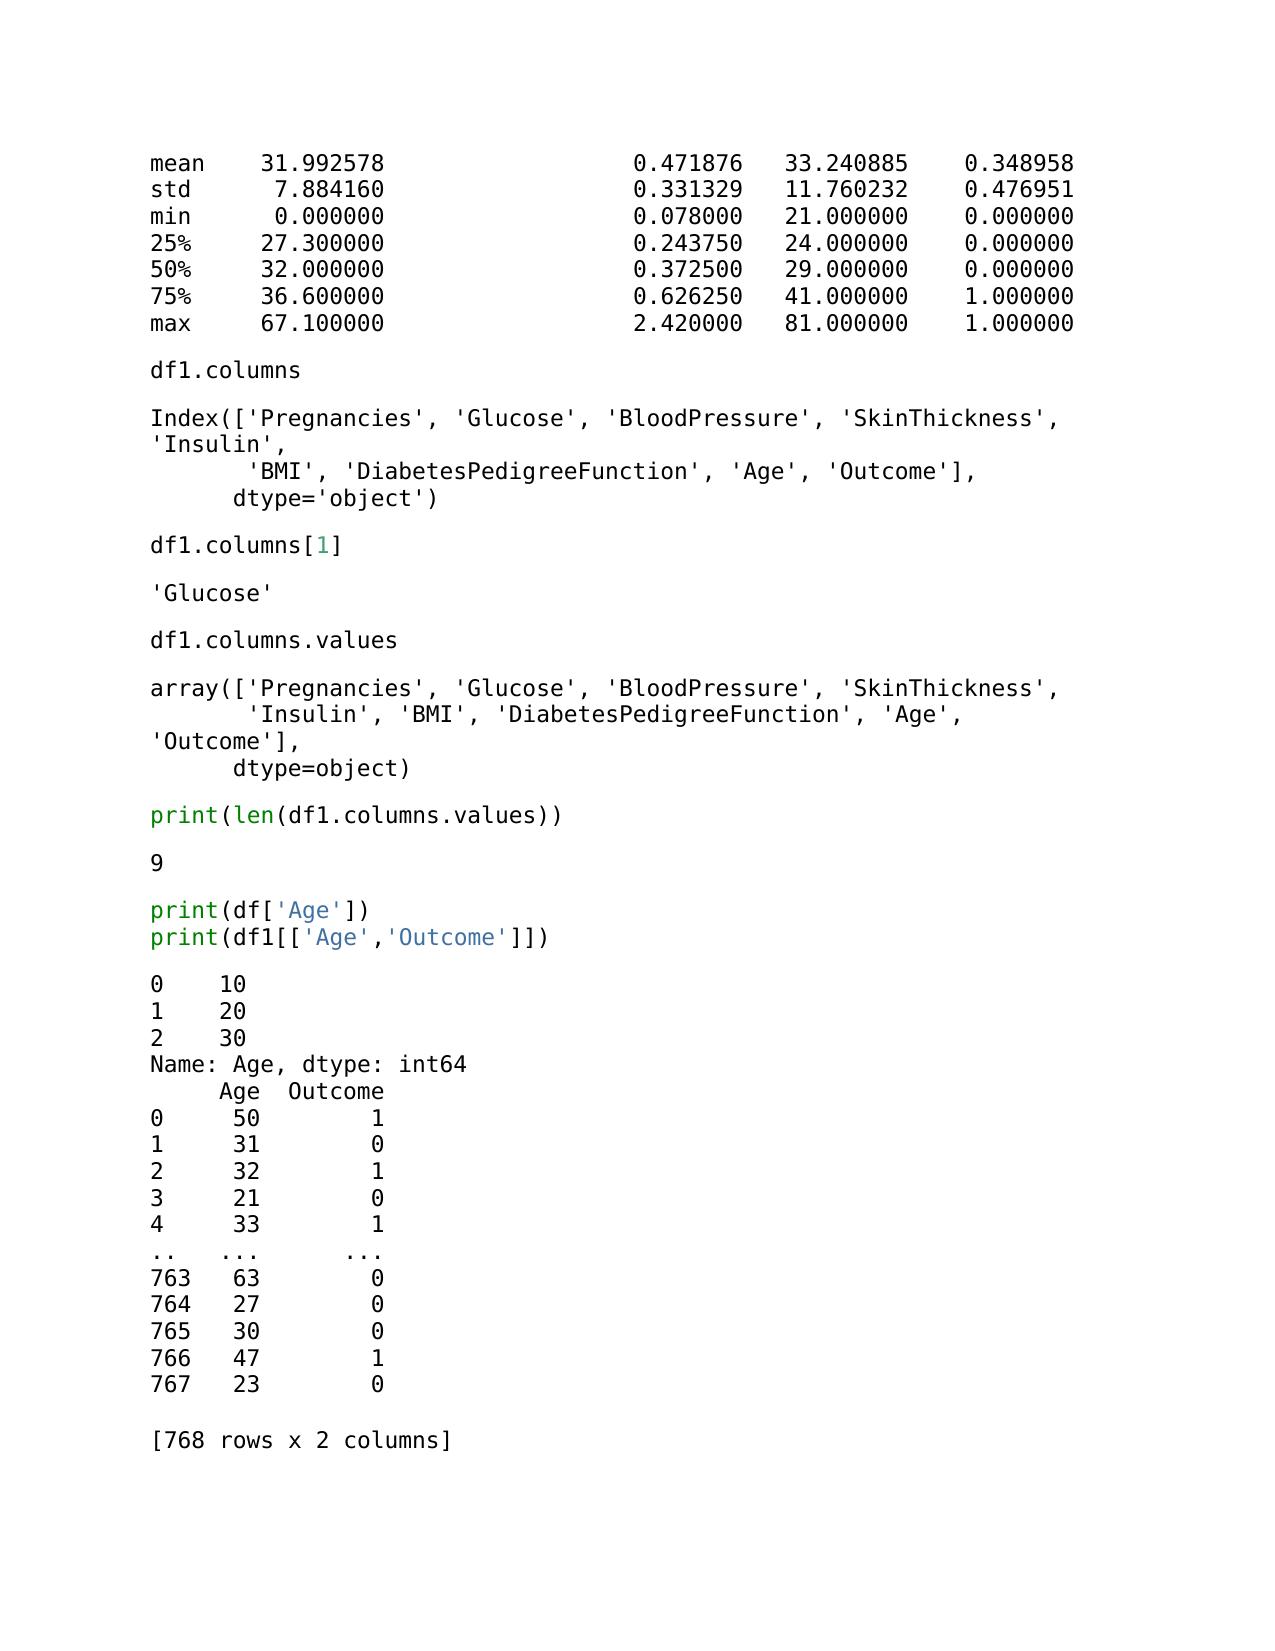 mean    31.992578                  0.471876   33.240885    0.348958
std      7.884160                  0.331329   11.760232    0.476951
min      0.000000                  0.078000   21.000000    0.000000
25%     27.300000                  0.243750   24.000000    0.000000
50%     32.000000                  0.372500   29.000000    0.000000
75%     36.600000                  0.626250   41.000000    1.000000
max     67.100000                  2.420000   81.000000    1.000000
df1.columns
Index(['Pregnancies', 'Glucose', 'BloodPressure', 'SkinThickness',
'Insulin',
       'BMI', 'DiabetesPedigreeFunction', 'Age', 'Outcome'],
      dtype='object')
df1.columns[1]
'Glucose'
df1.columns.values
array(['Pregnancies', 'Glucose', 'BloodPressure', 'SkinThickness',
       'Insulin', 'BMI', 'DiabetesPedigreeFunction', 'Age',
'Outcome'],
      dtype=object)
print(len(df1.columns.values))
9
print(df['Age'])
print(df1[['Age','Outcome']])
0    10
1    20
2    30
Name: Age, dtype: int64
     Age  Outcome
0     50        1
1     31        0
2     32        1
3     21        0
4     33        1
..   ...      ...
763   63        0
764   27        0
765   30        0
766   47        1
767   23        0
[768 rows x 2 columns]